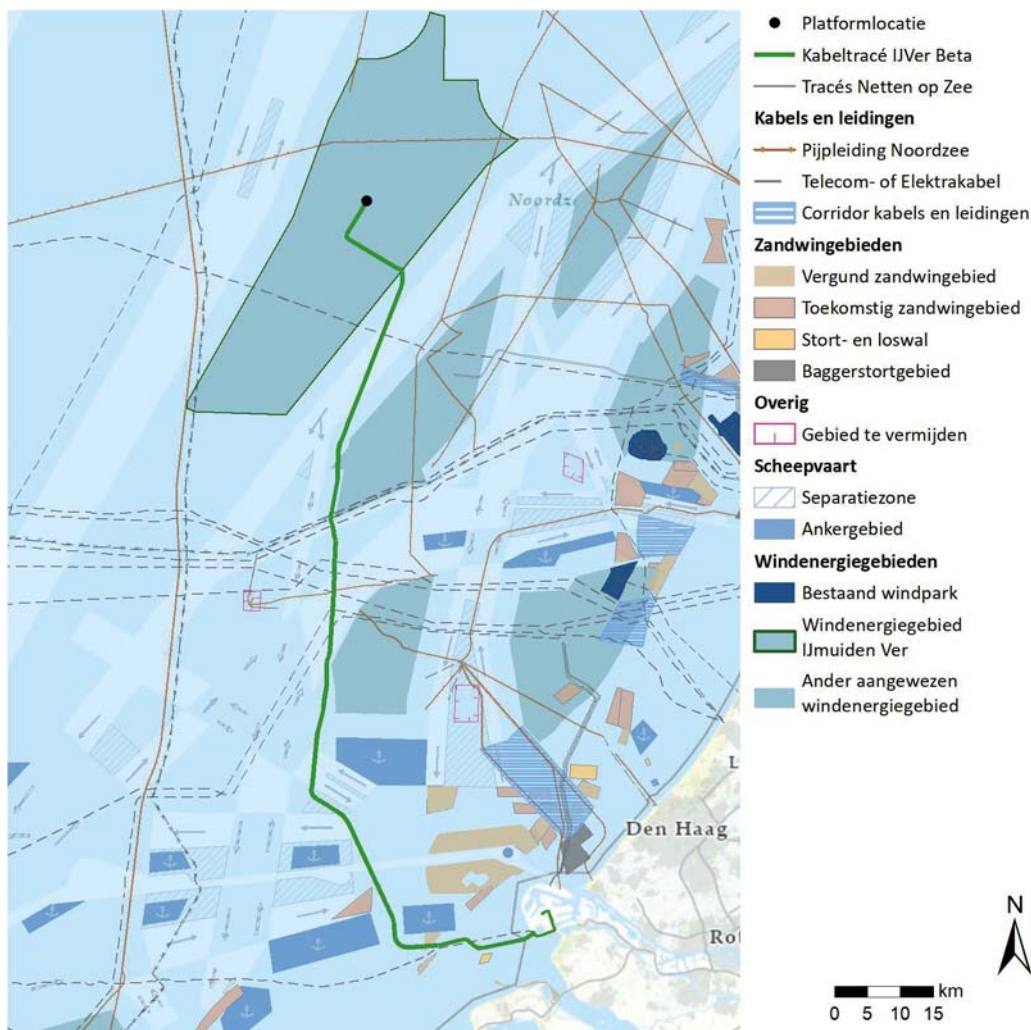 Noordze
Den Haag
Platformlocatie
Kabeltracé IJVer Beta
Tracés Netten op Zee
Kabels en leidingen
Pijpleiding Noordzee
Telecom- of Elektrakabel
Corridor kabels en leidingen
Zandwingebieden
Vergund zandwingebied
Toekomstig zandwingebied
Stort- en loswal
Baggerstortgebied
Overig
Gebied te vermijden
Scheepvaart
Separatiezone
Ankergebied
Windenergiegebieden
Bestaand windpark
Windenergiegebied
IJmuiden Ver
Ander aangewezen
windenergiegebied
L
Rot
N
km
0 5 10 15